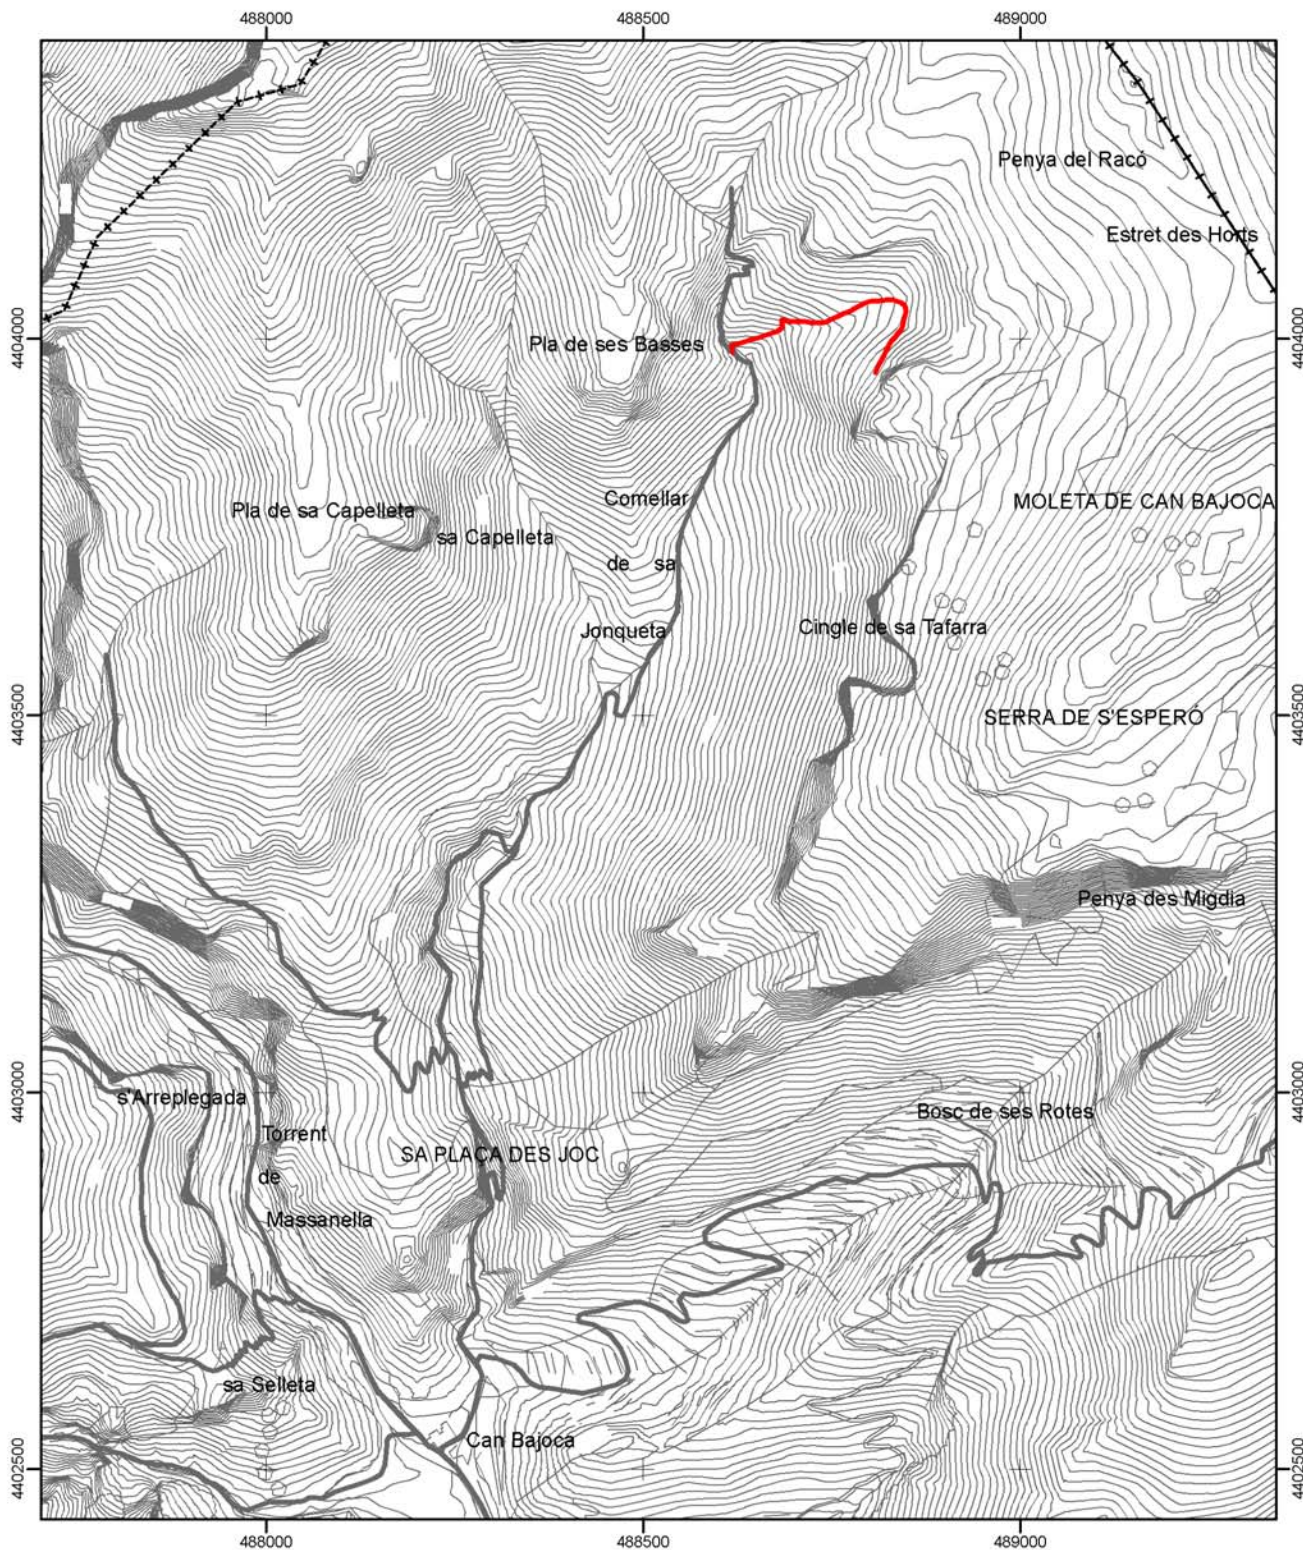 488000 488500 489000
Penya del Racó
Estret des Horts
4404000 4404000
Pla de ses Basses
Comellar
MOLETA DE CAN BAJOCA
Pla de sa Capelleta
sa Capelleta
de sa
Jonqueta
Cingle de sa Tafarra
4403500 4403500
SERRA DE S'ESPERÓ
Penya des Migdia
4403000 4403000
s'Arreplegada
Bosc de ses Rotes
Torrent
SA PLAÇA DES JOC
de
Massanella
sa Selleta
Can Bajoca
4402500 4402500
488000 488500 489000